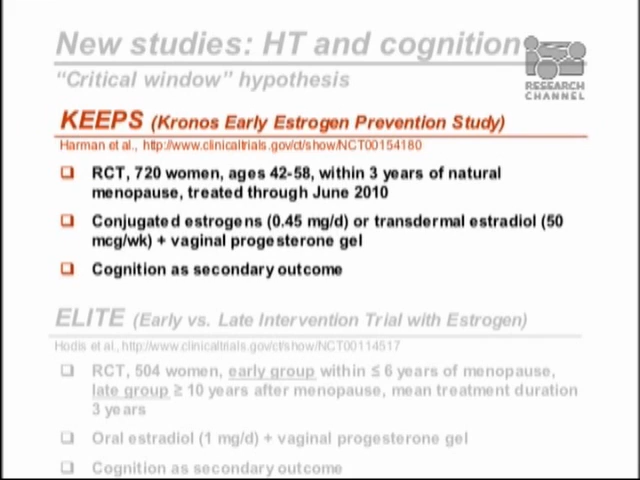 New studies: HT and cognition
RESEARCH
CHANNEL
“Critical window” hypothesis
KEEPS (Kronos Early Estrogen Prevention Study)
Harman et al., http://www.clinicaltrials.gov/ct/show/NCT00154180
RCT, 720 women, ages 42-58, within 3 years of natural
menopause, treated through June 2010
Conjugated estrogens (0.45 mg/d) or transdermal estradiol (50
mcg/wk) + vaginal progesterone gel
Cognition as secondary outcome
ELITE (Early vs. Late Intervention Trial with Estrogen)
Hodis et al., http://www.clinicaltrials.gov/ct/show/NCT00114517
RCT, 504 women, early group within ≤ 6 years of menopause,
late group ≥ 10 years after menopause, mean treatment duration
3 years
Oral estradiol (1 mg/d) + vaginal progesterone gel
Cognition as secondary outcome